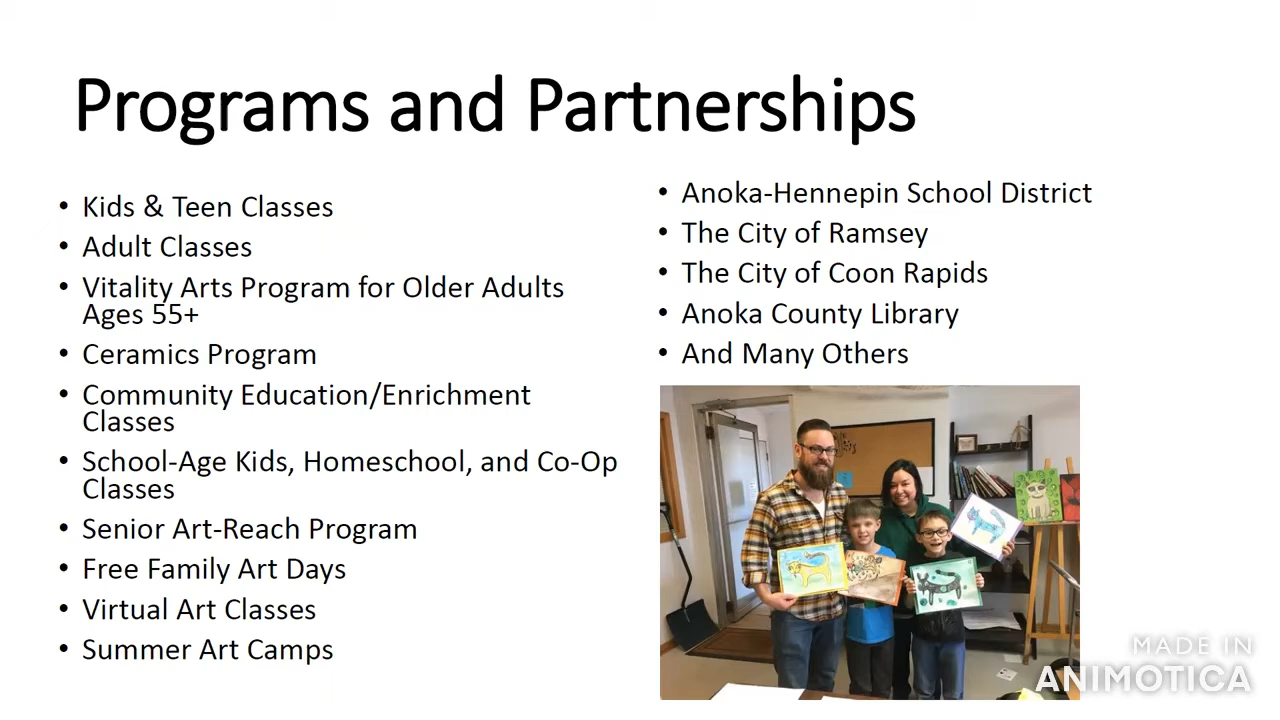 Programs and Partnerships
• Kids & Teen Classes
• Adult Classes
• Vitality Arts Program for Older Adults
Ages 55+
• Ceramics Program
• Community Education/Enrichment
Classes
• School-Age Kids, Homeschool, and Co-Op
Classes
• Senior Art-Reach Program
• Free Family Art Days
• Virtual Art Classes
• Summer Art Camps
• Anoka-Hennepin School District
• The City of Ramsey
• The City of Coon Rapids
• Anoka County Library
• And Many Others
MADE IN
ANIMOTICA